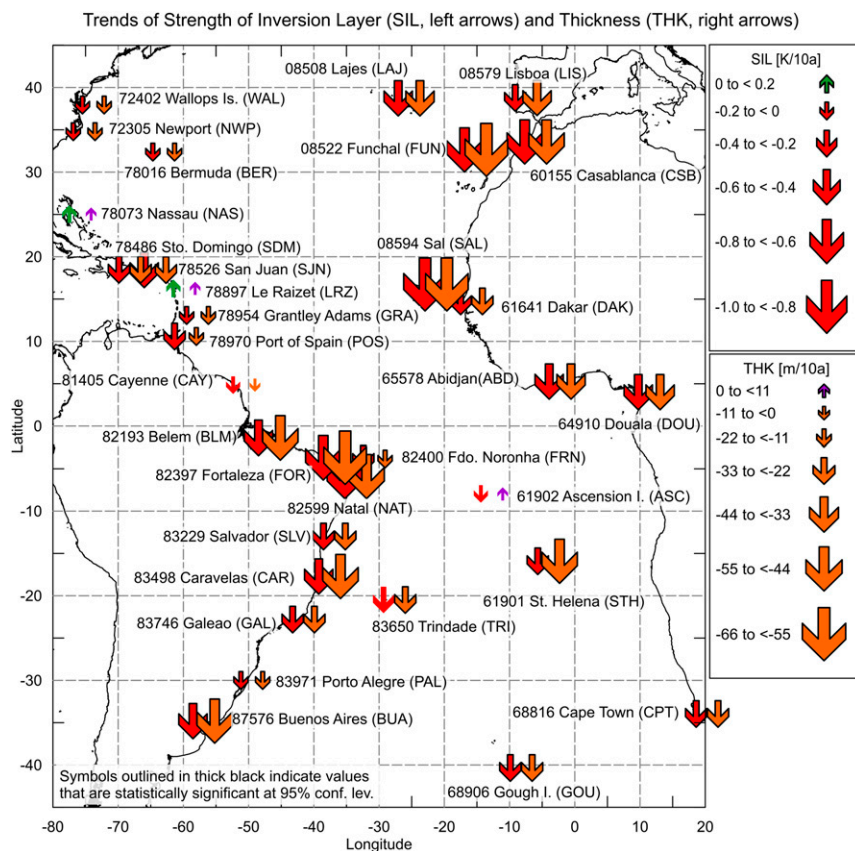 Trends of Strength of Inversion Layer (SIL, left arrows) and Thickness (THK, right arrows)
SIL [K/10a]
0 to < 0.2
-0.2 to < 0
-0.4 to < -0.2
-0.6 to < -0.4
-0.8 to < -0.6
-1.0 to < -0.8
THK [m/10a]
0 to <11
-11 to <0
-22 to <-11
-33 to <-22
-44 to <-33
-55 to <-44
-66 to <-55
Latitude
40
30
20
10
0
-10
-20
-30
-40
08508 Lajes (LAJ)
08579 Lisboa (LIS)
72402 Wallops Is. (WAL)
72305 Newport (NWP)
08522 Funchal (FUN)
78016 Bermuda (BER)
60155 Casablanca (CSB)
78073 Nassau (NAS)
78486 Sto. Domingo (SDM)
08594 Sal (SAL)
78526 San Juan (SJN)
78897 Le Raizet (LRZ)
61641 Dakar (DAK)
78954 Grantley Adams (GRA)
78970 Port of Spain (POS)
81405 Cayenne (CAY)
65578 Abidjan(ABD)
64910 Douala (DOU)
82193 Belem (BLM)
82400 Fdo. Noronha (FRN)
82397 Fortaleza (FOR)
61902 Ascension I. (ASC)
82599 Natal (NAT)
83229 Salvador (SLV)
83498 Caravelas (CAR)
61901 St. Helena (STH)
83746 Galeao (GAL)
83650 Trindade (TRI)
83971 Porto Alegre (PAL)
87576 Buenos Aires (BUA)
68816 Cape Town (CPT)
68906 Gough I. (GOU)
Symbols outlined in thick black indicate values
that are statistically significant at 95% conf. lev.
-80 -70 -60 -50 -40 -30 -20 -10 0 10 20
Longitude